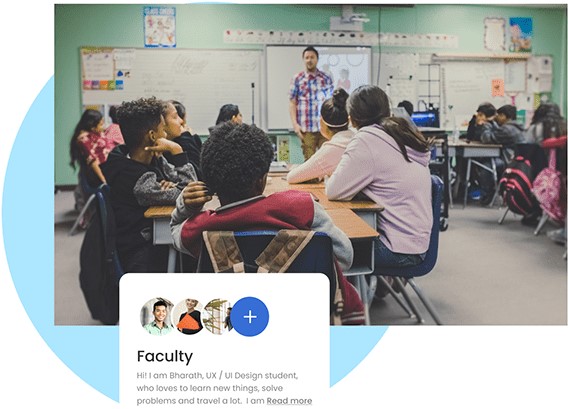 Faculty
Hi! I am Bharath, UX / UI Design student,
who loves to learn new things, solve
problems and travel a lot.  I am Read more